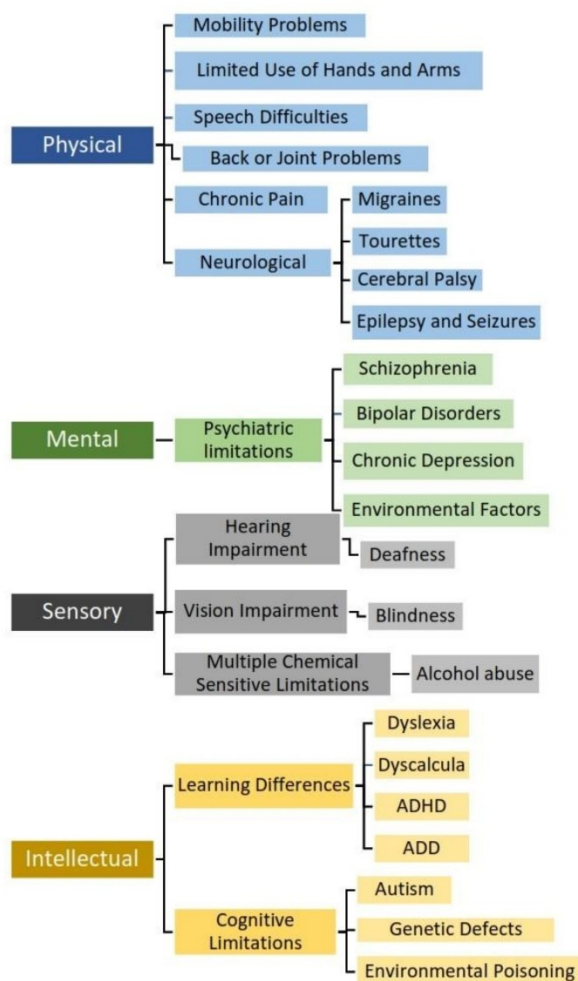 Physical
Mobility Problems
Limited Use of Hands and Arms
Speech Difficulties
Back or Joint Problems
Chronic Pain
Neurological
Migraines
Tourettes
Cerebral Palsy
Epilepsy and Seizures
Mental
Psychiatric
limitations
Schizophrenia
Bipolar Disorders
Chronic Depression
Environmental Factors
Sensory
Hearing
Impairment
Deafness
Vision Impairment
Blindness
Multiple Chemical
Sensitive Limitations
Alcohol abuse
Intellectual
Learning Differences
Dyslexia
Dyscalcula
ADHD
ADD
Cognitive
Limitations
Autism
Genetic Defects
Environmental Poisoning